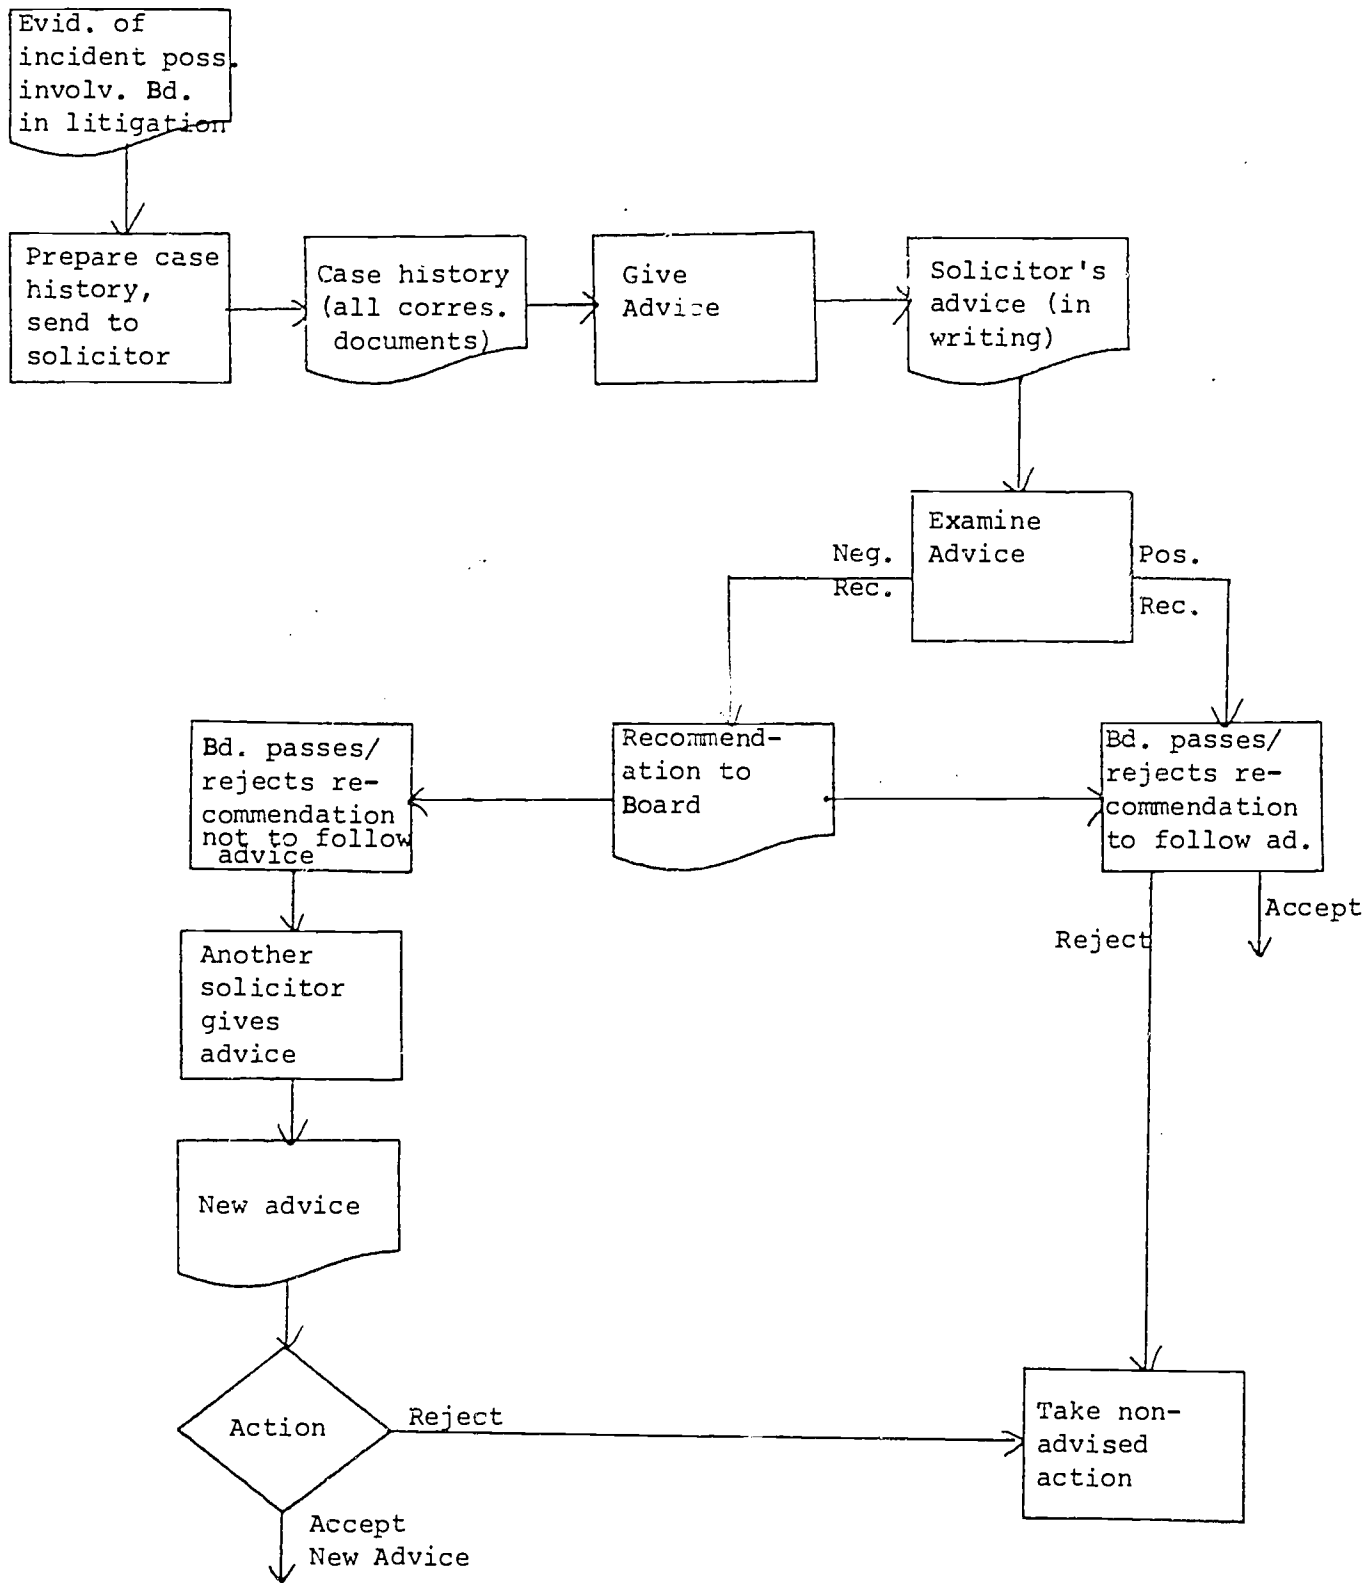 Evid. of
incident poss.
involv. Bd.
in litigation
Prepare case
history,
send to
solicitor
Case history
(all corres.
documents)
Give
Advice
Solicitor's
advice (in
writing)
Examine
Advice
Neg.
Rec.
Pos.
Rec.
Bd. passes/
rejects re-
commendation
not to follow
advice
Recommend-
ation to
Board
Bd. passes/
rejects re-
commendation
to follow ad.
Accept
Reject
Another
solicitor
gives
advice
New advice
Action
Reject
Take non-
advised
action
Accept
New Advice